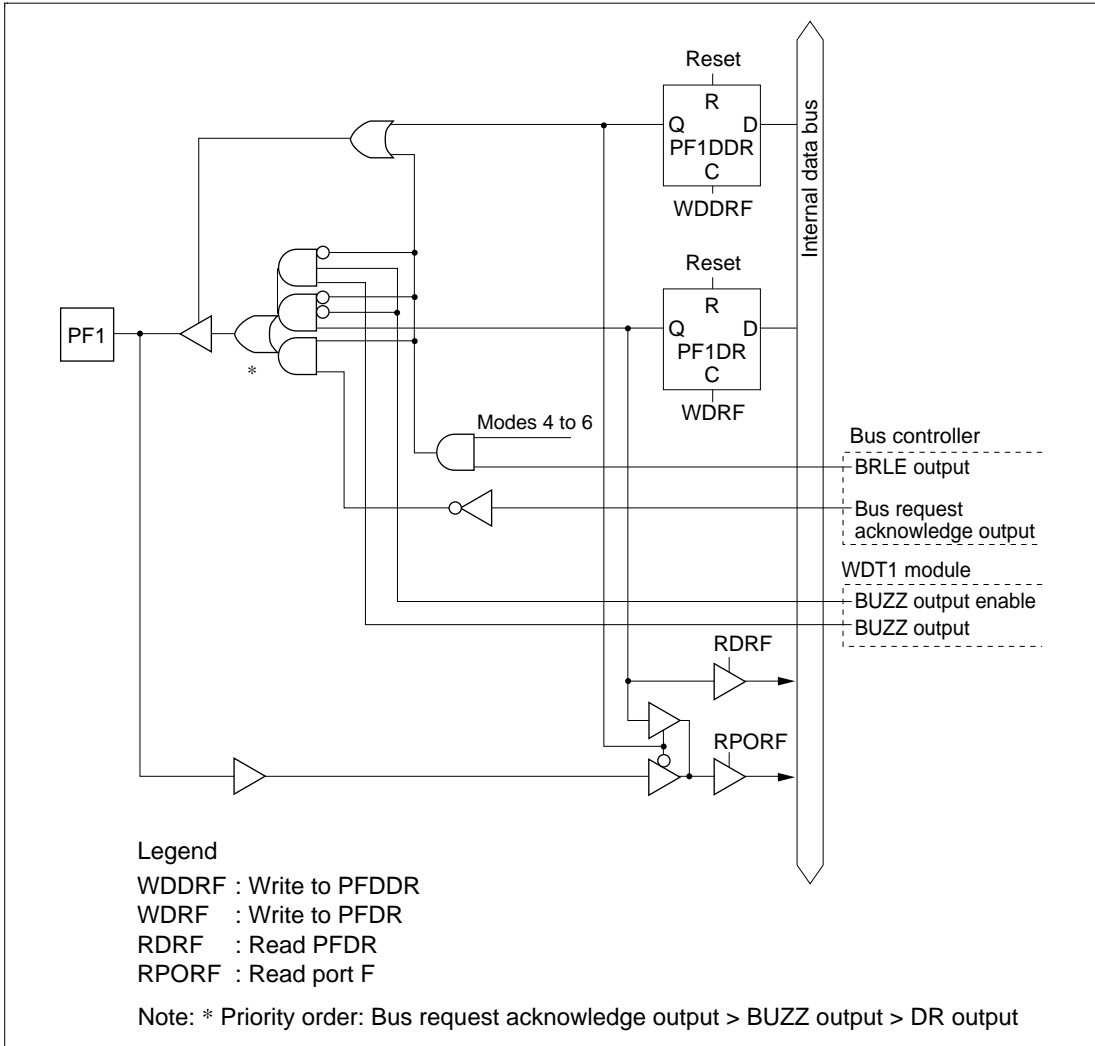 Reset
R
Q D
PF1DDR
C
WDDRF
Internal data bus
Reset
R
Q D
PF1DR
C
WDRF
PF1
*
Modes 4 to 6
Bus controller
BRLE output
Bus request
acknowledge output
WDT1 module
BUZZ output enable
BUZZ output
RDRF
RPORF
Legend
WDDRF : Write to PFDDR
WDRF : Write to PFDR
RDRF : Read PFDR
RPORF : Read port F
Note: * Priority order: Bus request acknowledge output > BUZZ output > DR output